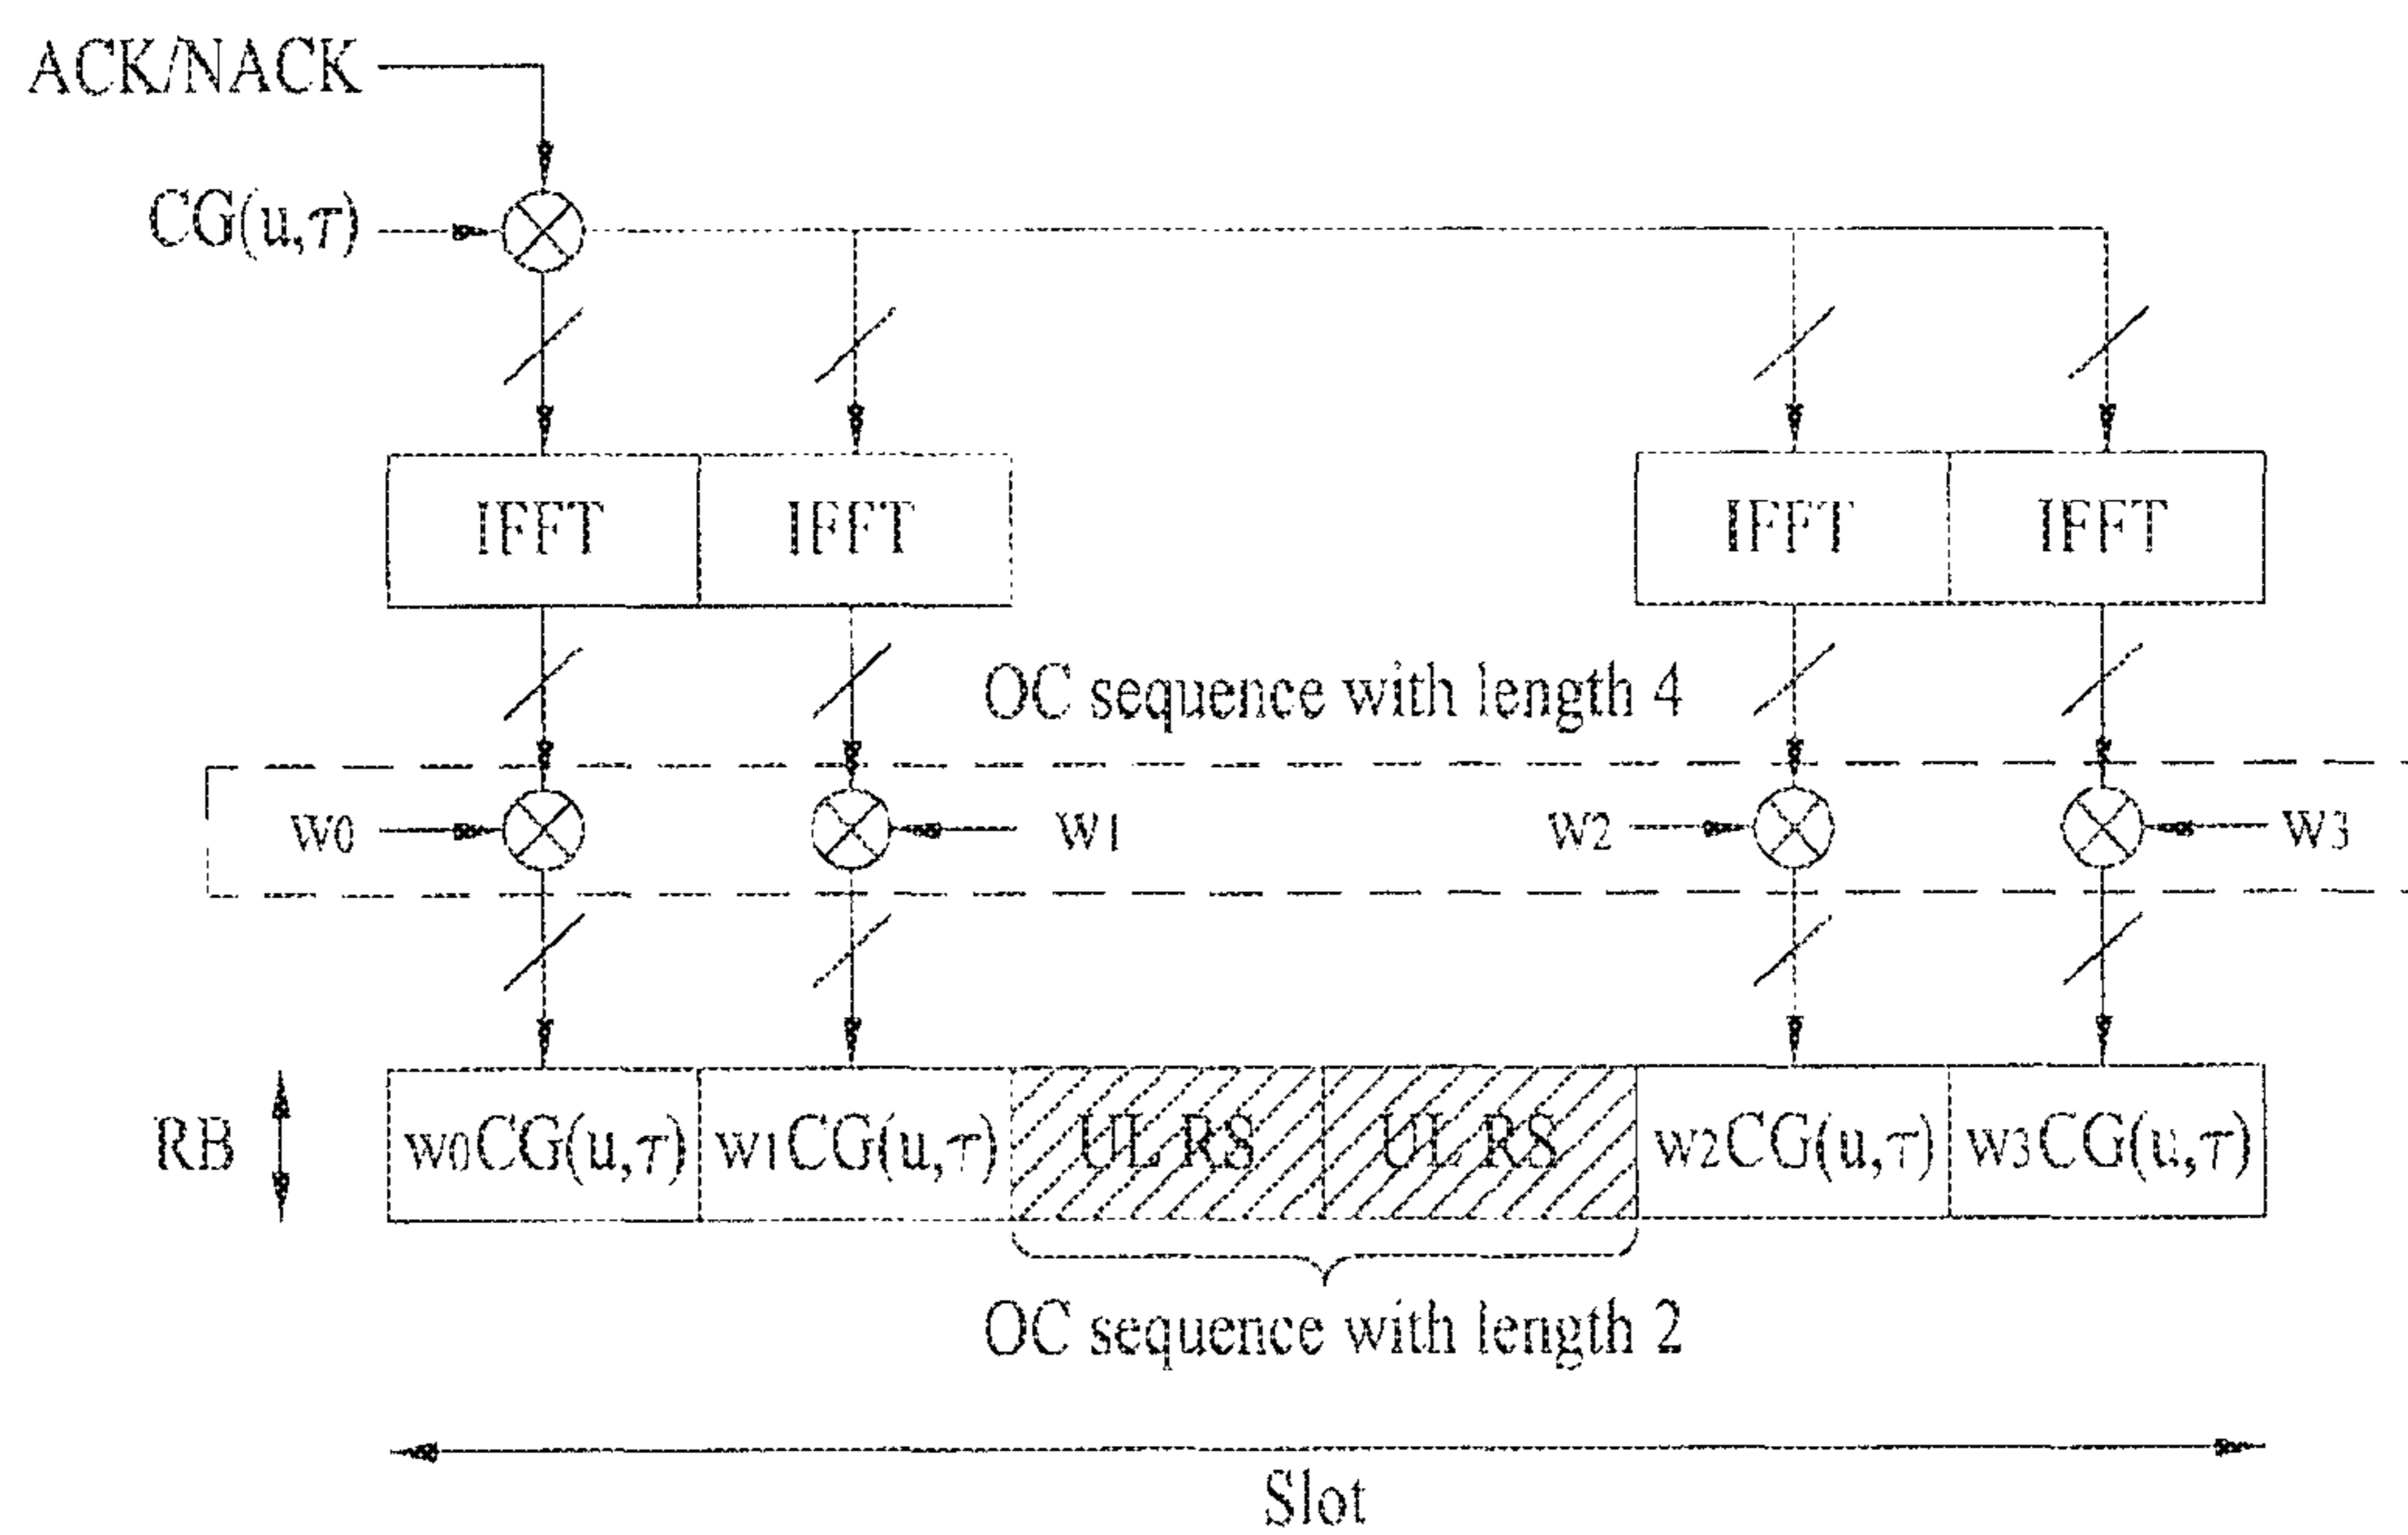 ACK/NACK
CG(u,τ)
IFFT IFFT IFFT IFFT
OC sequence with length 4
w0 w1 w2 w3
RB w0CG(u,τ) w1CG(u,τ) UL RS UL RS w2CG(u,τ) w3CG(u,τ)
OC sequence with length 2
Slot